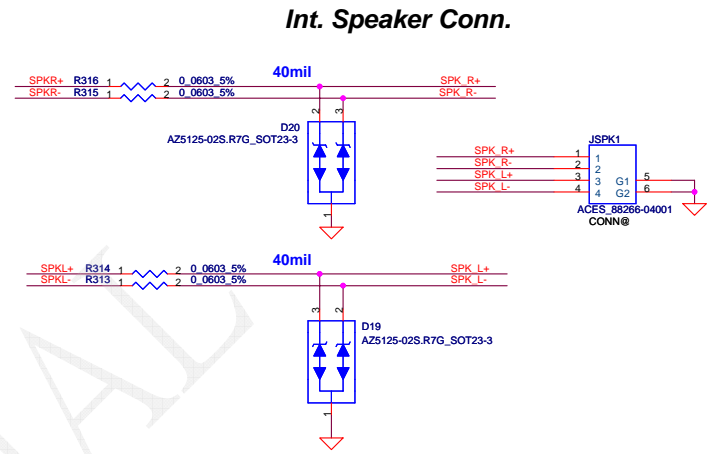 Int. Speaker Conn.
40mil
SPKR+ R316 1 2 0_0603_5% SPK_R+
SPKR- R315 1 2 0_0603_5% SPK_R-
2 3
D20
AZ5125-02S.R7G_SOT23-3
1
JSPK1
SPK_R+ 1 1
SPK_R- 2 2
SPK_L+ 3 3 G1 5
SPK_L- 4 4 G2 6
ACES_88266-04001
CONN@
40mil
SPKL+ R314 1 2 0_0603_5% SPK_L+
SPKL- R313 1 2 0_0603_5% SPK_L-
3 2
D19
AZ5125-02S.R7G_SOT23-3
1